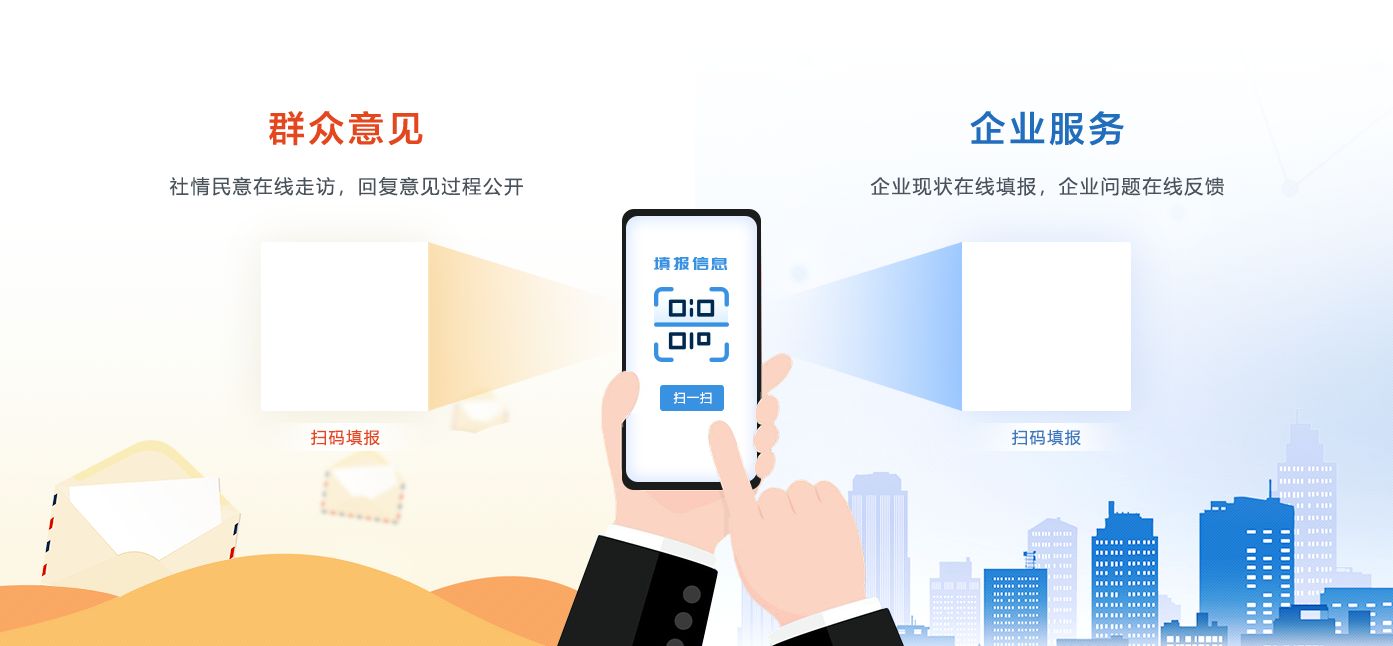 群众意见
社情民意在线走访，回复意见过程公开
扫码填报
填报信息
扫一扫
企业服务
企业现状在线填报，企业问题在线反馈
扫码填报